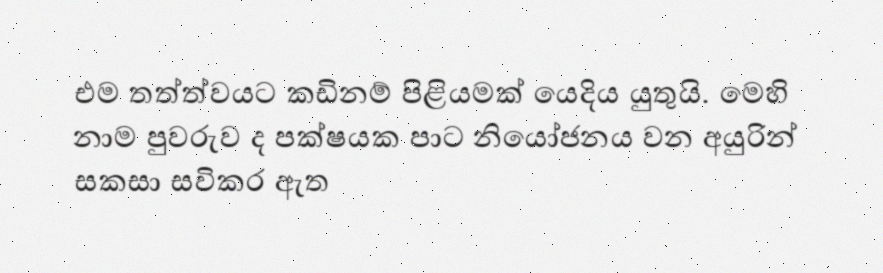 එම තත්ත්වයට කඩිනම් පිළියමක් යෙදිය යුතුයි. මෙහි
නාම පුවරුව ද පක්ෂයක පාට නියෝජනය වන අයුරින්
සකසා සවිකර ඇත